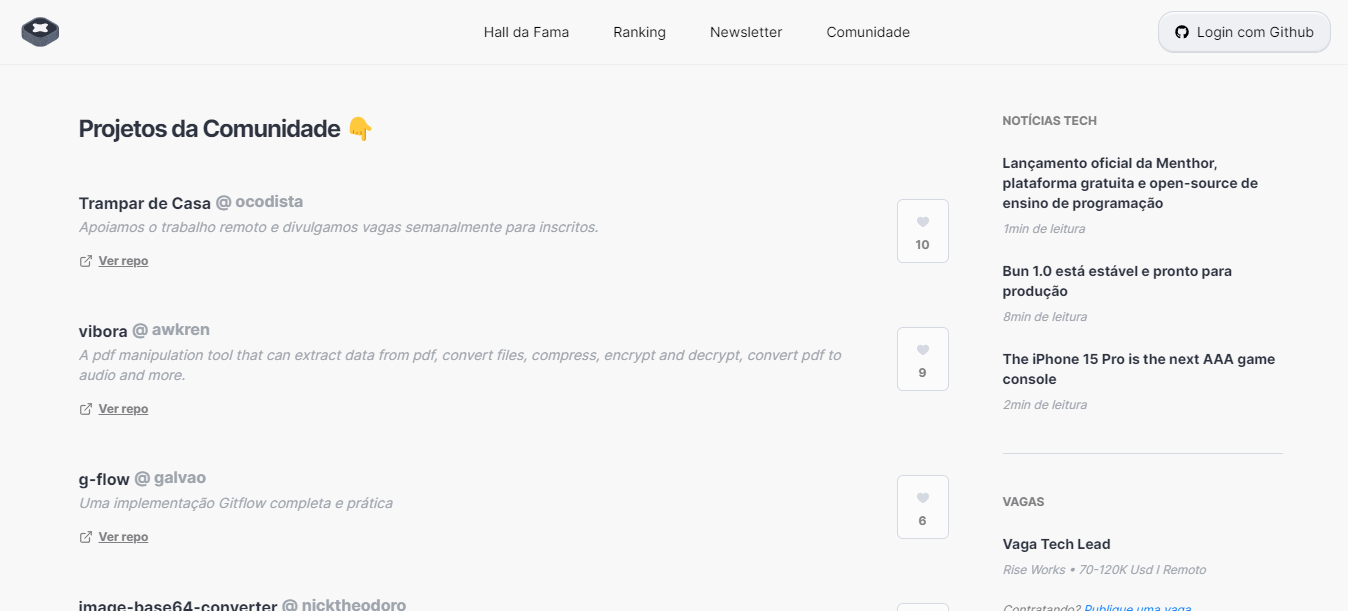 Hall da Fama Ranking Newsletter Comunidade Login com Github
Projetos da Comunidade 👇
Trampar de Casa @ ocodista
Apoiamos o trabalho remoto e divulgamos vagas semanalmente para inscritos.
Ver repo
10
vibora @ awkren
A pdf manipulation tool that can extract data from pdf, convert files, compress, encrypt and decrypt, convert pdf to
audio and more.
Ver repo
9
g-flow @ galvao
Uma implementação Gitflow completa e prática
Ver repo
6
image-base64-converter @ nicktheodoro
NOTÍCIAS TECH
Lançamento oficial da Menthor,
plataforma gratuita e open-source de
ensino de programação
1min de leitura
Bun 1.0 está estável e pronto para
produção
8min de leitura
The iPhone 15 Pro is the next AAA game
console
2min de leitura
VAGAS
Vaga Tech Lead
Rise Works • 70-120K Usd | Remoto
Contratando? Publique uma vaga